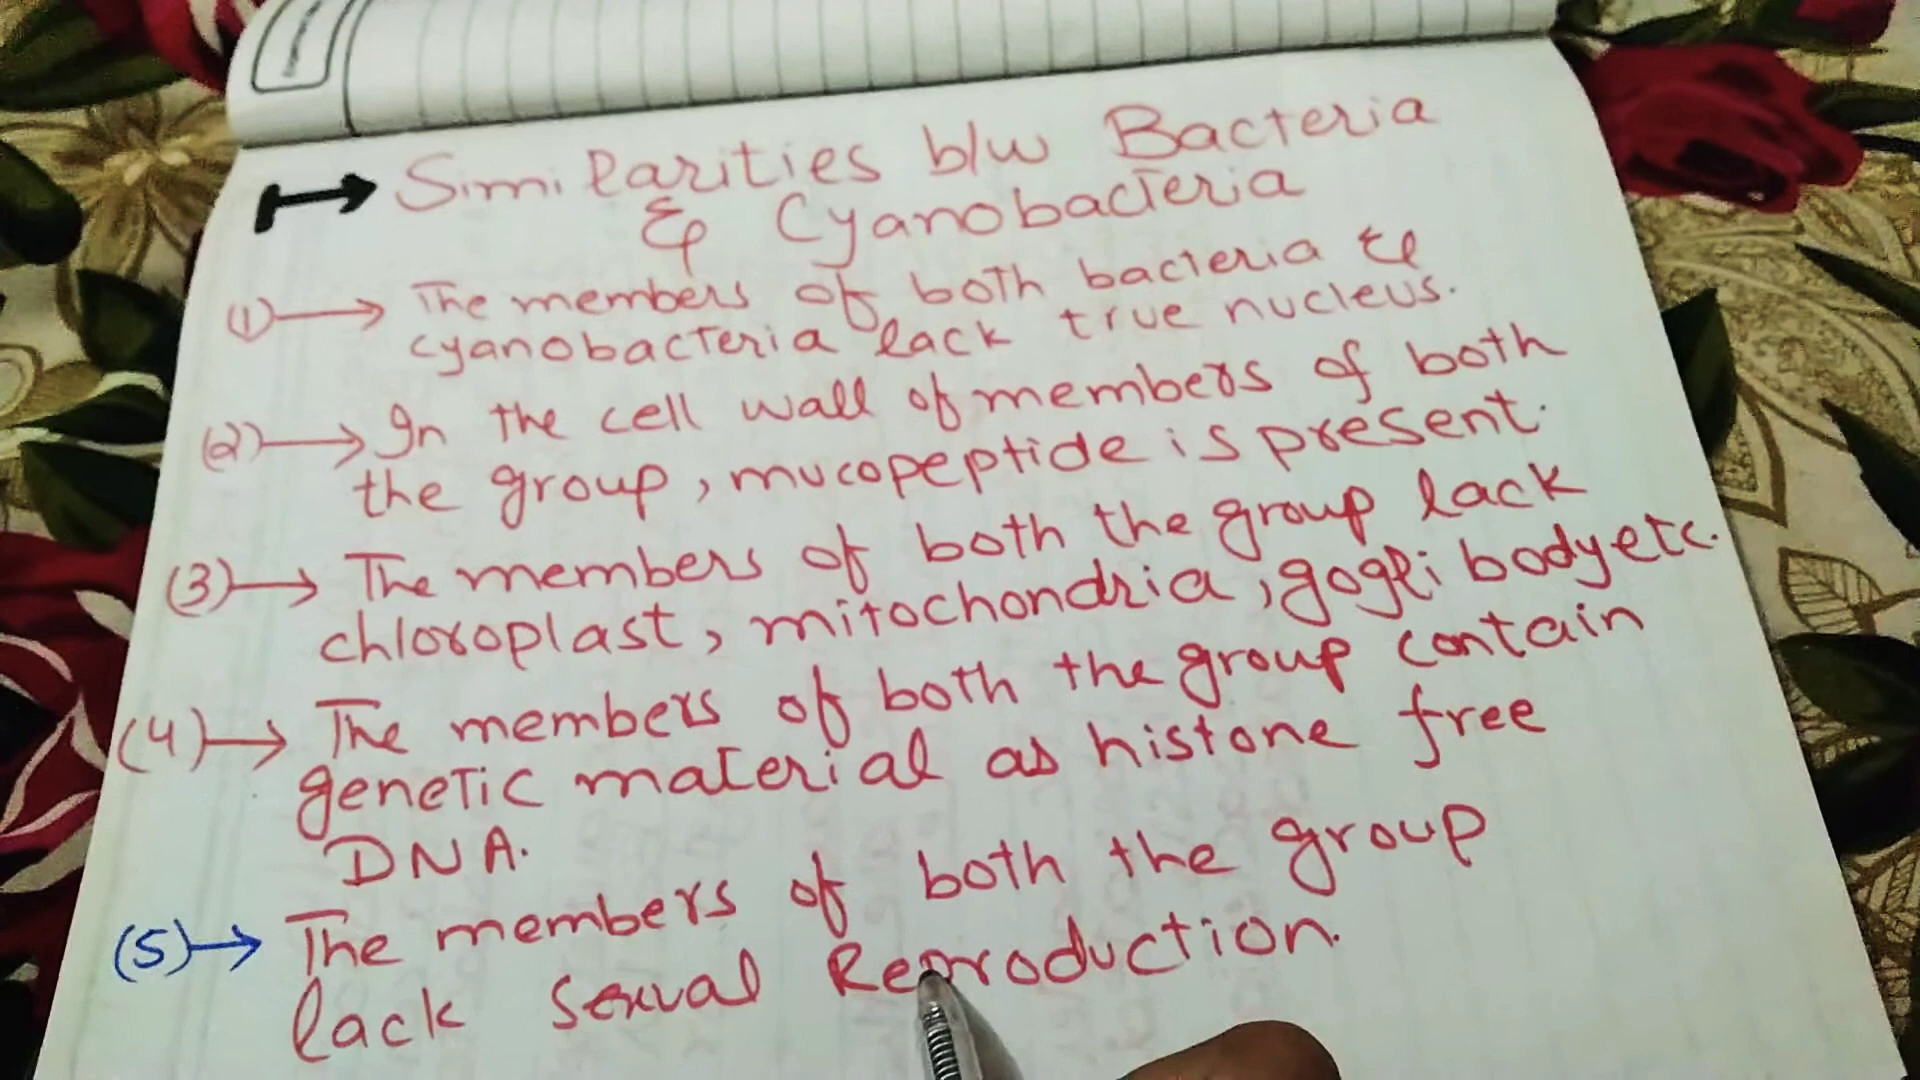 Similarities b/w Bacteria
& Cyanobacteria
(1)→ The members of both bacteria &
cyanobacteria lack true nucleus.
(2)→ In the cell wall of members of both
the group, mucopeptide is present.
(3)→ The members of both the group lack
chloroplast, mitochondria, gogli body etc.
(4)→ The members of both the group contain
genetic material as histone free
DNA.
(5)→ The members of both the group
lack sexual Reproduction.